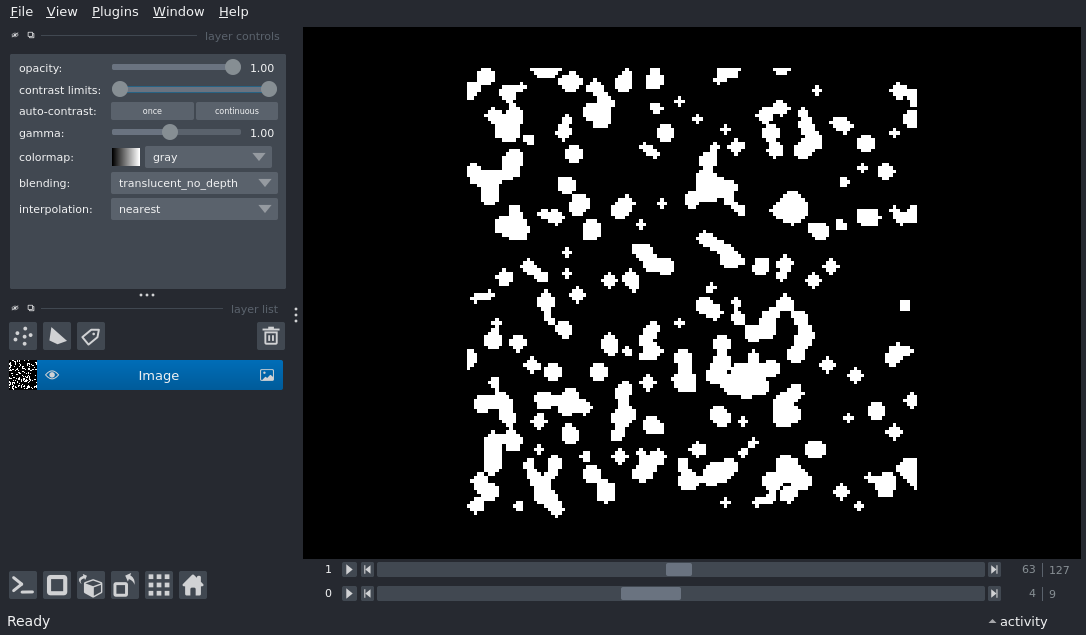 File View Plugins Window Help
layer controls
opacity: 1.00
contrast limits:
auto-contrast: once continuous
gamma: 1.00
colormap: gray
blending: translucent_no_depth
interpolation: nearest
layer list
Image
1 63 127
0 4 9
Ready activity